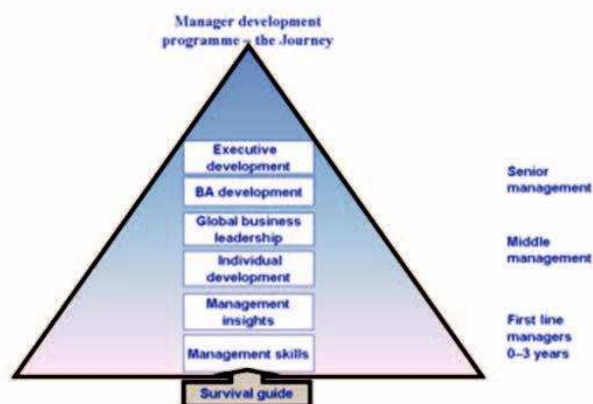 Manager development
programme – the Journey
Executive
development
BA development
Global business
leadership
Individual
development
Management
insights
Management skills
Survival guide
Senior
management
Middle
management
First line
managers
0–3 years